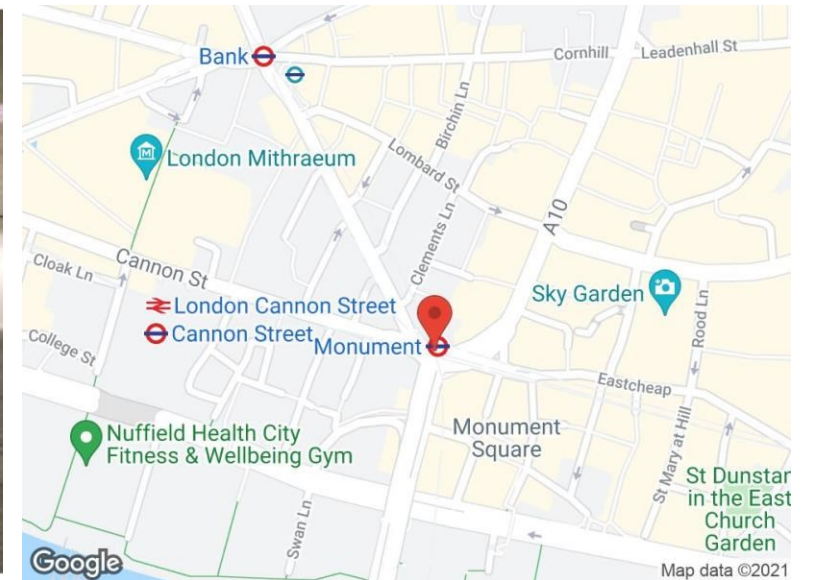 Bank
Cornhill
Leadenhall St
Birchin Ln
London Mithraeum
Lombard St
A10
Clements Ln
Cannon St
Cloak Ln
Sky Garden
London Cannon Street
Cannon Street
Monument
Rood Ln
College St
Eastcheap
Nuffield Health City
Fitness & Wellbeing Gym
Monument
Square
St Mary at Hill
St Dunstan
in the East
Church
Garden
Swan Ln
Google
Map data ©2021